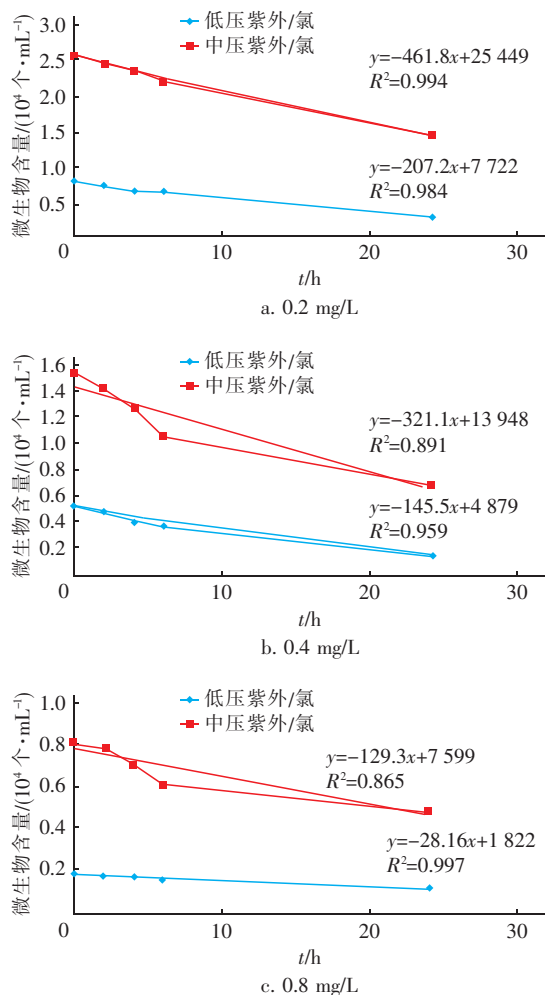 微生物含量/(10⁴ 个·mL⁻¹)
低压紫外/氯
中压紫外/氯
3.0
2.5
2.0
1.5
1.0
0.5
y=−461.8x+25 449
R²=0.994
y=−207.2x+7 722
R²=0.984
0 10 20 30
t/h
a. 0.2 mg/L
微生物含量/(10⁴ 个·mL⁻¹)
低压紫外/氯
中压紫外/氯
1.6
1.4
1.2
1.0
0.8
0.6
0.4
0.2
y=−321.1x+13 948
R²=0.891
y=−145.5x+4 879
R²=0.959
0 10 20 30
t/h
b. 0.4 mg/L
微生物含量/(10⁴ 个·mL⁻¹)
低压紫外/氯
中压紫外/氯
1.0
0.8
0.6
0.4
0.2
y=−129.3x+7 599
R²=0.865
y=−28.16x+1 822
R²=0.997
0 10 20 30
t/h
c. 0.8 mg/L